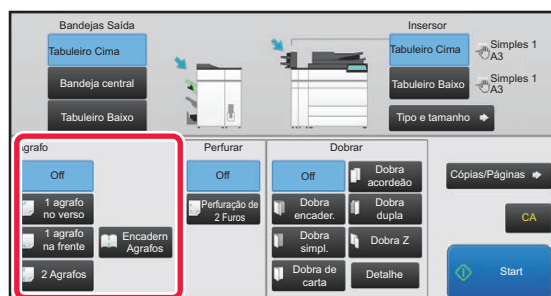 Bandejas Saída
Insersor
Tabuleiro Cima
Bandeja central
Tabuleiro Baixo
Tabuleiro Cima
Simples 1
A3
Tabuleiro Baixo
Simples 1
A3
Tipo e tamanho
grafo
Off
1 agrafo
no verso
1 agrafo
na frente
Encadern
Agrafos
2 Agrafos
Perfurar
Off
Perfuração de
2 Furos
Dobrar
Off
Dobra
acordeão
Dobra
encader.
Dobra
dupla
Dobra
simpl.
Dobra Z
Dobra de
carta
Detalhe
Cópias/Páginas
CA
Start